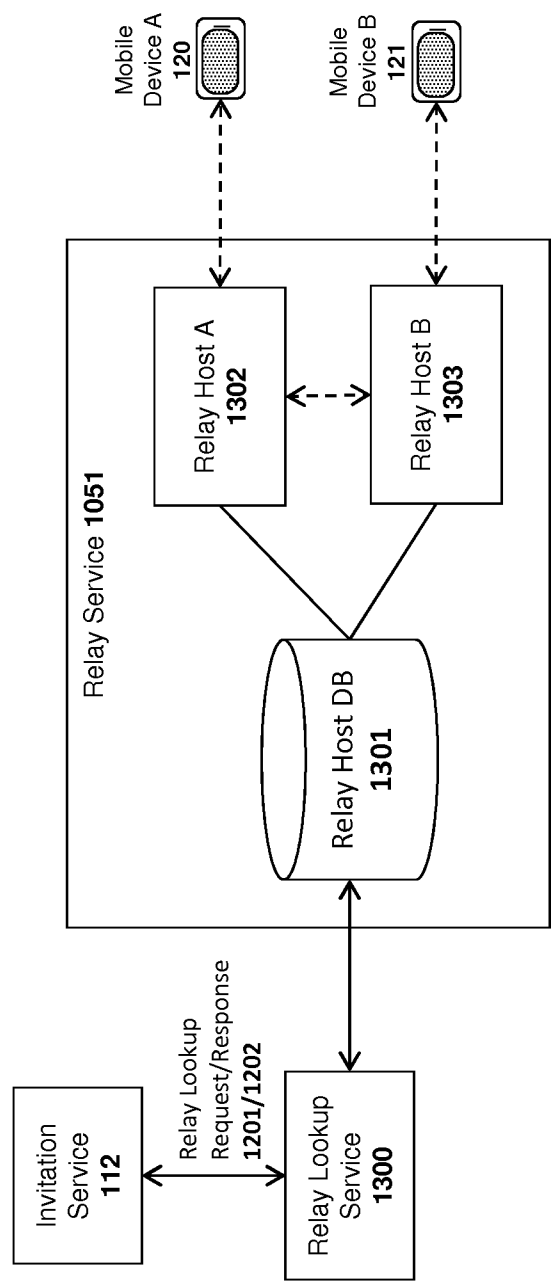 Invitation
Service
112
Relay Lookup
Request/Response
1201/1202
Relay Lookup
Service
1300
Relay Service 1051
Relay Host DB
1301
Relay Host A
1302
Relay Host B
1303
Mobile
Device A
120
Mobile
Device B
121